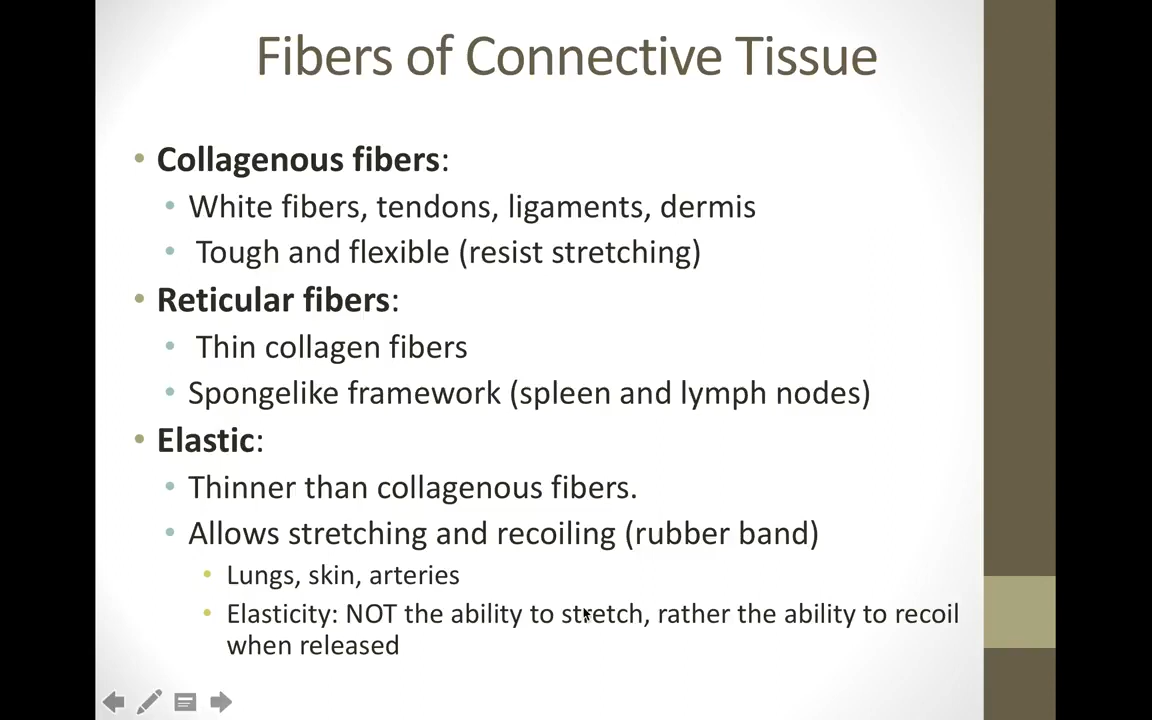 Fibers of Connective Tissue
• Collagenous fibers:
• White fibers, tendons, ligaments, dermis
• Tough and flexible (resist stretching)
• Reticular fibers:
• Thin collagen fibers
• Spongelike framework (spleen and lymph nodes)
• Elastic:
• Thinner than collagenous fibers.
• Allows stretching and recoiling (rubber band)
• Lungs, skin, arteries
• Elasticity: NOT the ability to stretch, rather the ability to recoil
when released